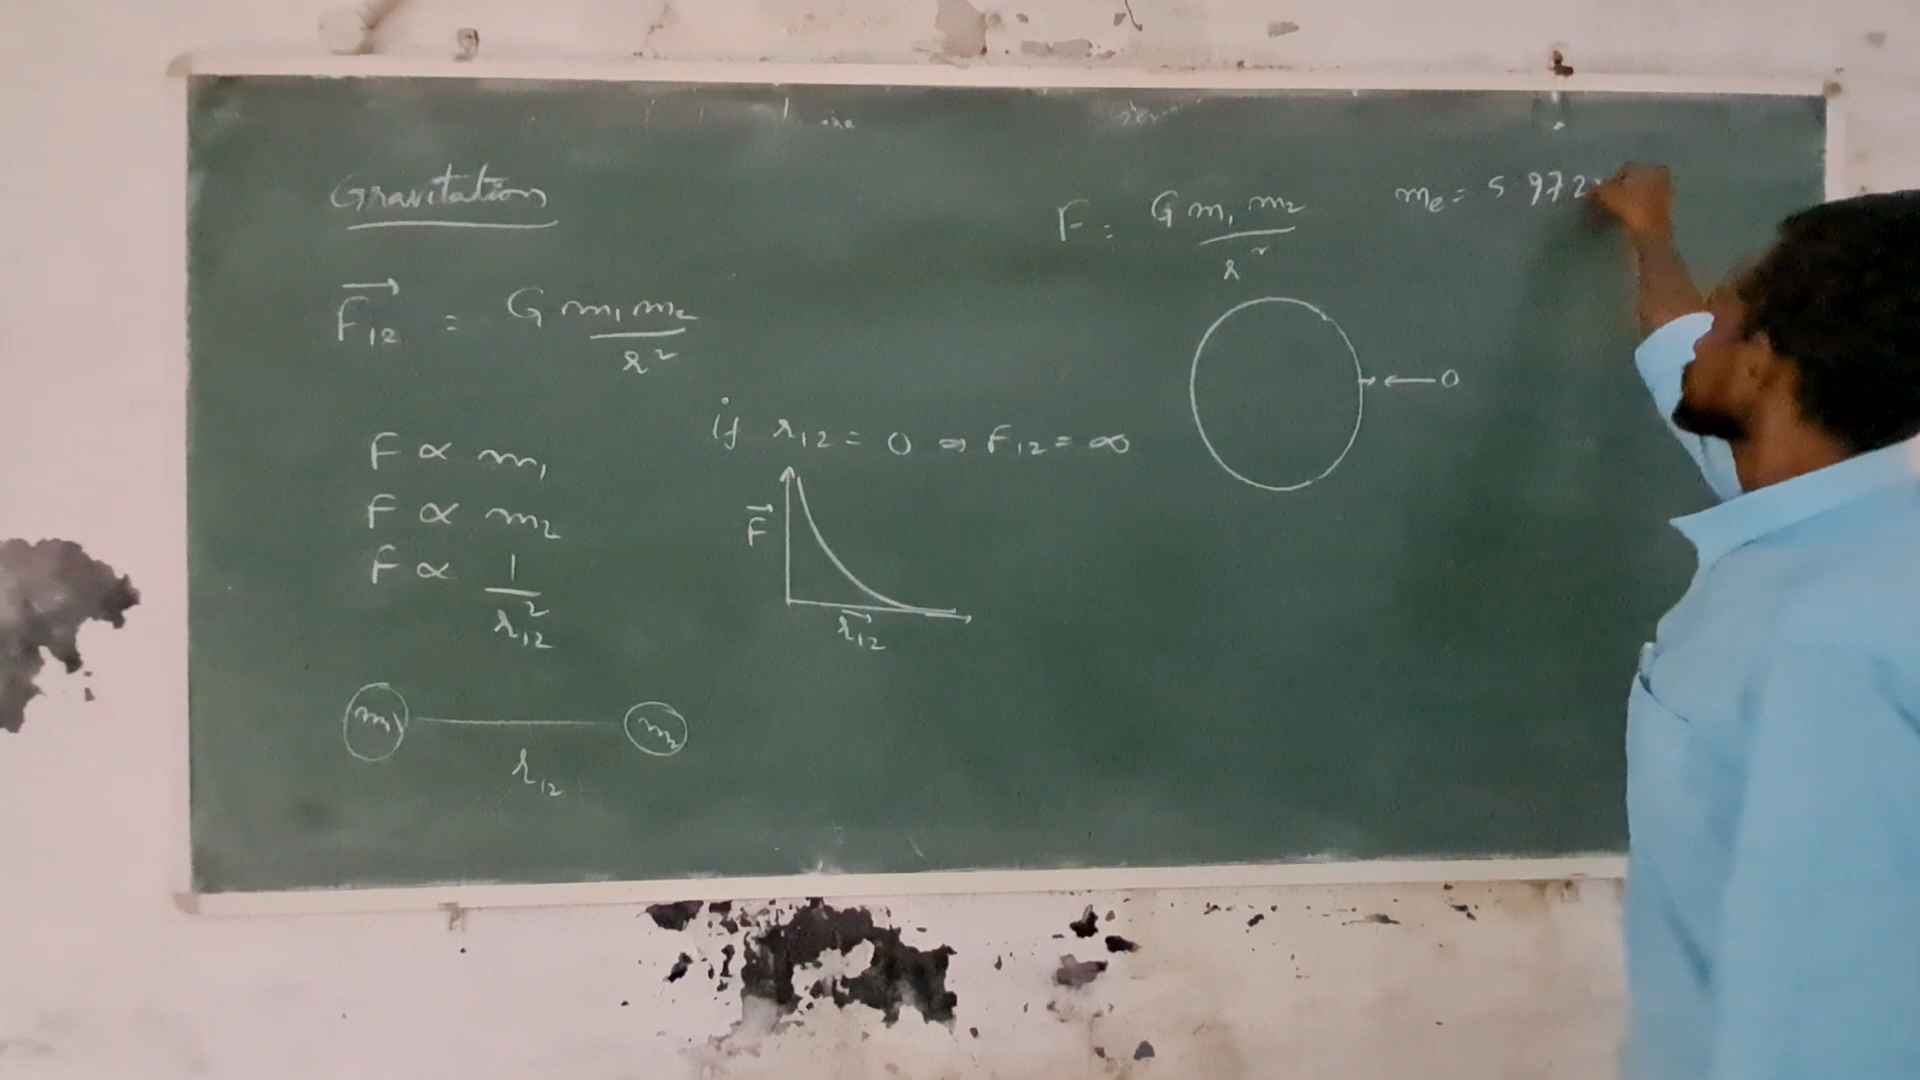 Gravitation
F₁₂ = G m₁ m₂ / r²
F ∝ m₁
F ∝ m₂
F ∝ 1 / r₁₂²
m₁ m₂
r₁₂
if r₁₂ = 0 ⇒ F₁₂ = ∞
F
r₁₂
F = G m₁ m₂ / r²
mₑ = 5 972